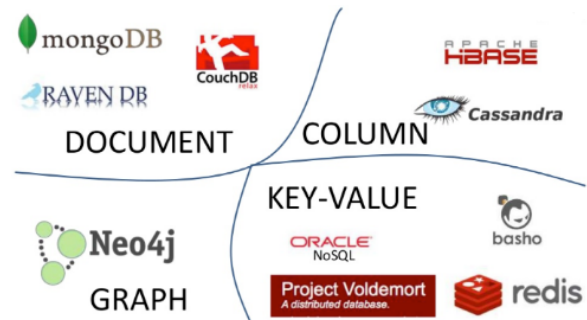 mongoDB
CouchDB
relax
RAVEN DB
DOCUMENT
APACHE
HBASE
Cassandra
COLUMN
Neo4j
GRAPH
KEY-VALUE
ORACLE
NoSQL
basho
Project Voldemort
A distributed database.
redis